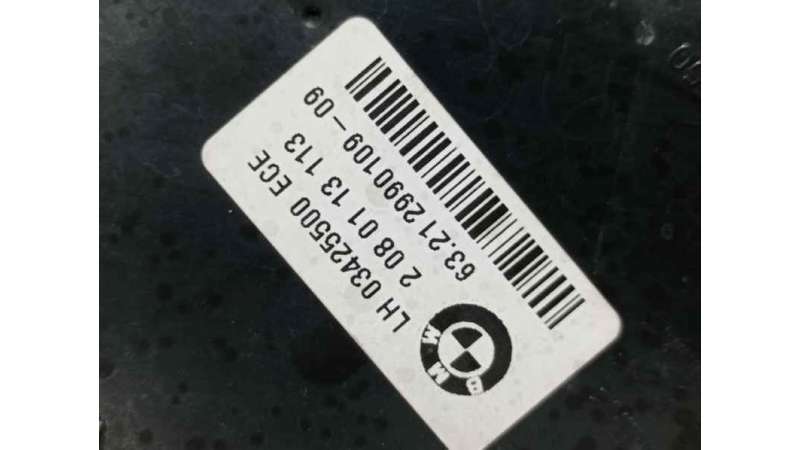 BMW
LH 03425500 ECE
2 08 01 13 113
63.21 2990109-09